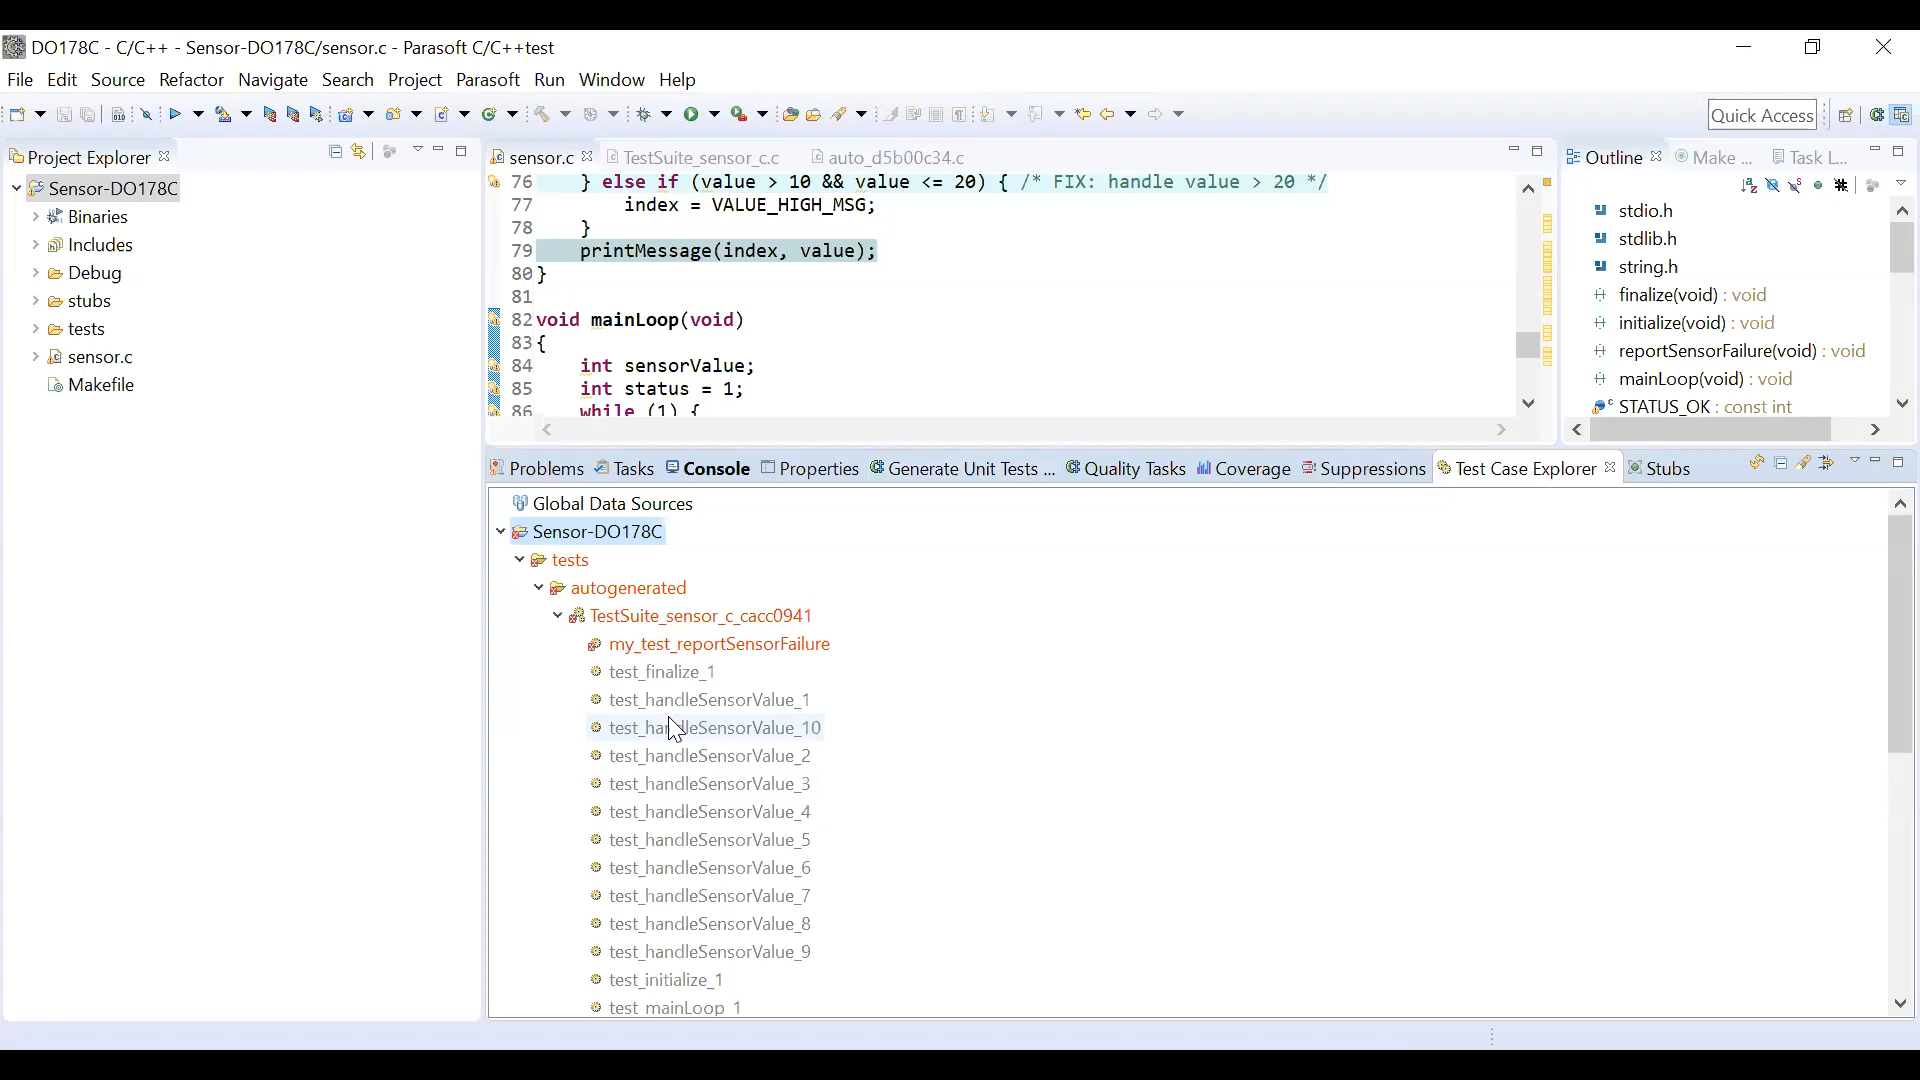 DO178C - C/C++ - Sensor-DO178C/sensor.c - Parasoft C/C++test
File Edit Source Refactor Navigate Search Project Parasoft Run Window Help
Quick Access
Project Explorer
Sensor-DO178C
Binaries
Includes
Debug
stubs
tests
sensor.c
Makefile
sensor.c TestSuite_sensor_c.c auto_d5b00c34.c
76 } else if (value > 10 && value <= 20) { /* FIX: handle value > 20 */
77 index = VALUE_HIGH_MSG;
78 }
79 printMessage(index, value);
80 }
81
82 void mainLoop(void)
83 {
84 int sensorValue;
85 int status = 1;
86 while (1) {
Outline Make ... Task L...
stdio.h
stdlib.h
string.h
finalize(void) : void
initialize(void) : void
reportSensorFailure(void) : void
mainLoop(void) : void
STATUS_OK : const int
Problems Tasks Console Properties Generate Unit Tests ... Quality Tasks Coverage Suppressions Test Case Explorer Stubs
Global Data Sources
Sensor-DO178C
tests
autogenerated
TestSuite_sensor_c_cacc0941
my_test_reportSensorFailure
test_finalize_1
test_handleSensorValue_1
test_handleSensorValue_10
test_handleSensorValue_2
test_handleSensorValue_3
test_handleSensorValue_4
test_handleSensorValue_5
test_handleSensorValue_6
test_handleSensorValue_7
test_handleSensorValue_8
test_handleSensorValue_9
test_initialize_1
test_mainLoop_1